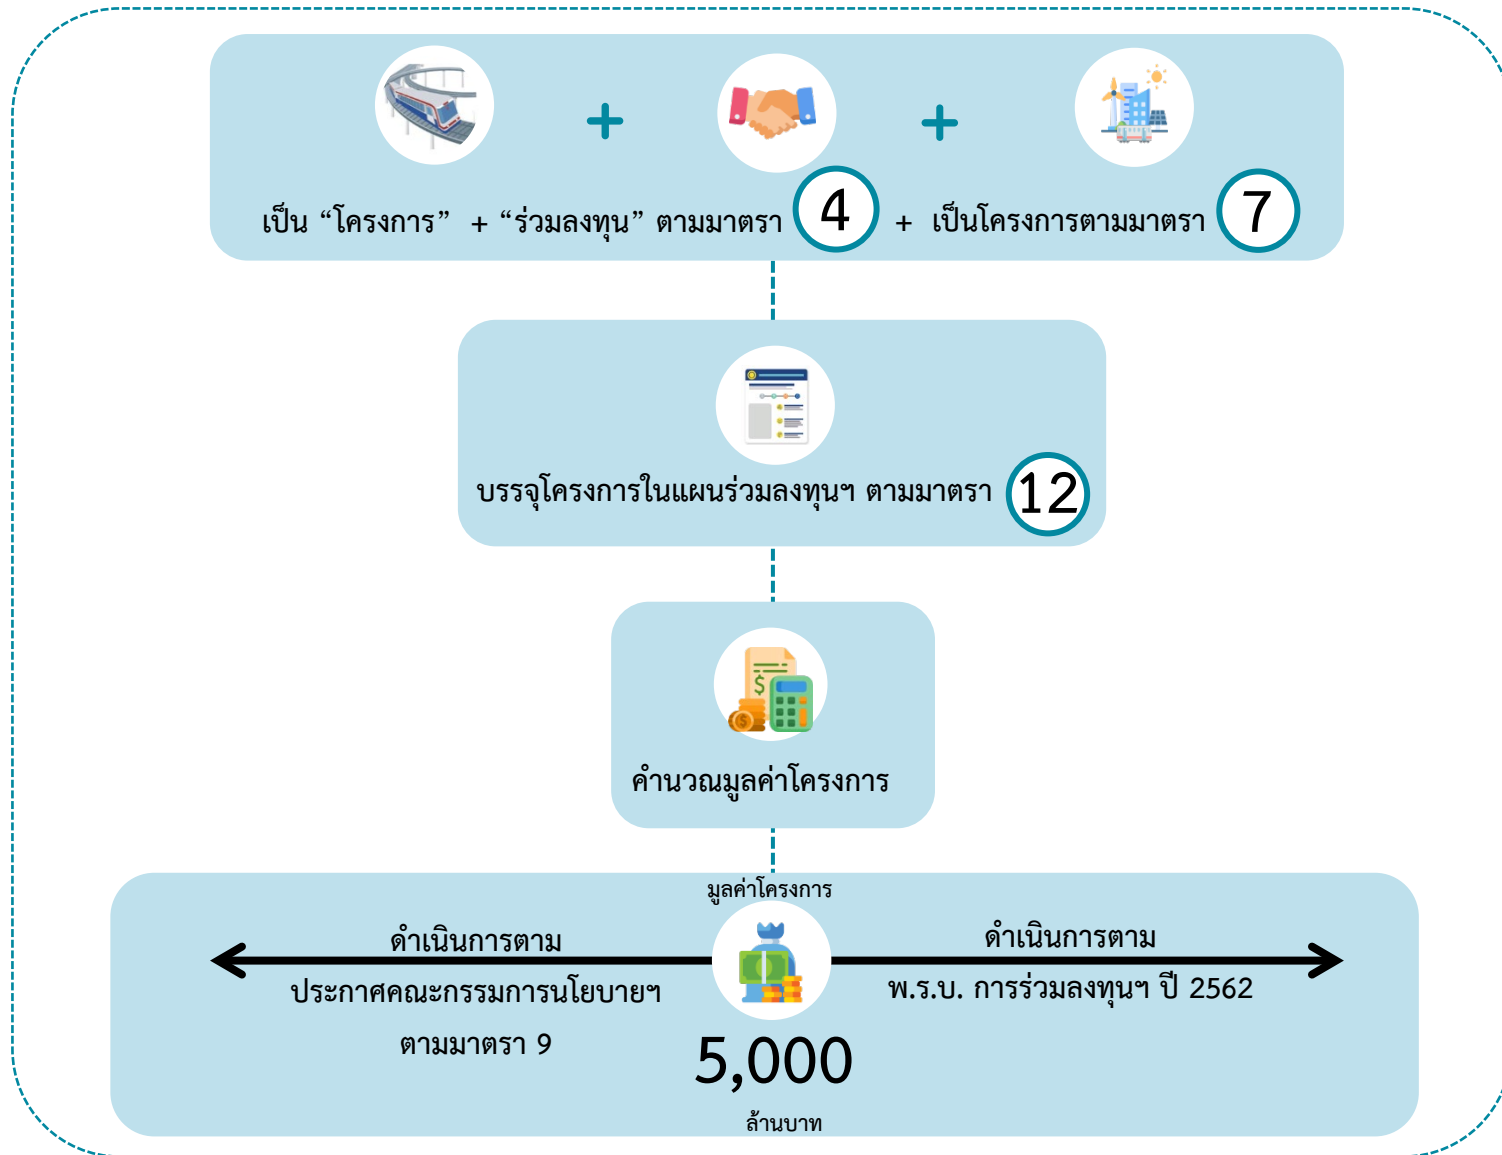 เป็น “โครงการ” + “ร่วมลงทุน” ตามมาตรา 4 + เป็นโครงการตามมาตรา 7
บรรจุโครงการในแผนร่วมลงทุนฯ ตามมาตรา 12
คำนวณมูลค่าโครงการ
มูลค่าโครงการ
ดำเนินการตาม
ประกาศคณะกรรมการนโยบายฯ
ตามมาตรา 9
ดำเนินการตาม
พ.ร.บ. การร่วมลงทุนฯ ปี 2562
5,000
ล้านบาท